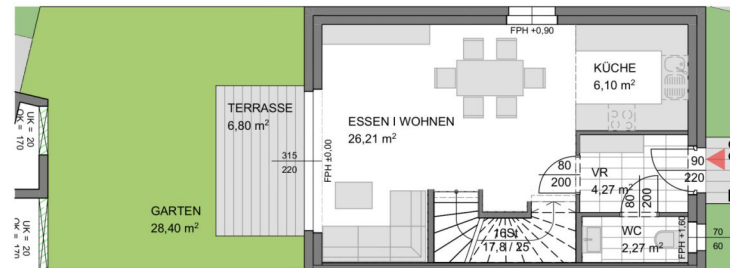 FPH +0,90
KÜCHE
6,10 m²
TERRASSE
6,80 m²
ESSEN I WOHNEN
26,21 m²
UK = 20
OK = 170
315
220
FPH ±0,00
80
200
VR
4,27 m²
90
220
80
200
GARTEN
28,40 m²
16St
17,8 / 25
WC
2,27 m²
FPH +1,60
70
60
UK = 20
OK = 170